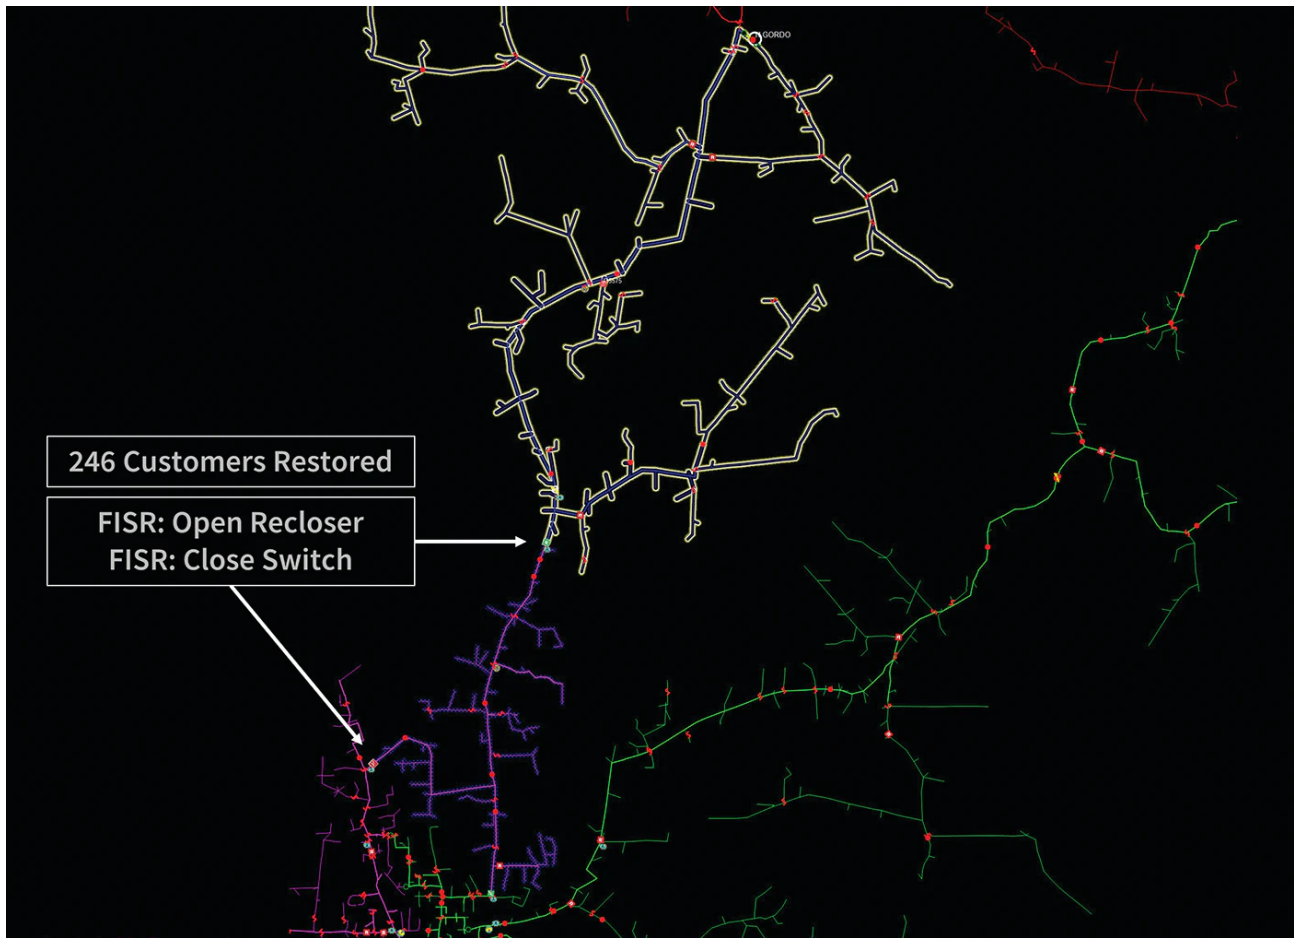 GORDO
246 Customers Restored
FISR: Open Recloser
FISR: Close Switch